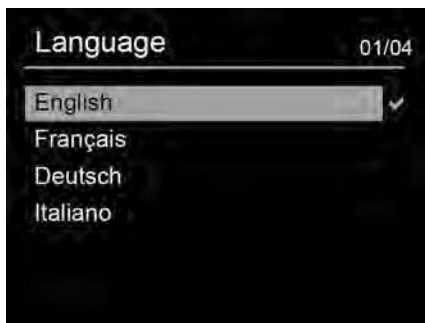 Language 01/04
English
Français
Deutsch
Italiano